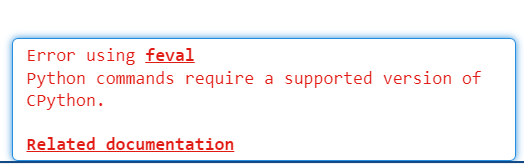 Error using feval
Python commands require a supported version of
CPython.
Related documentation